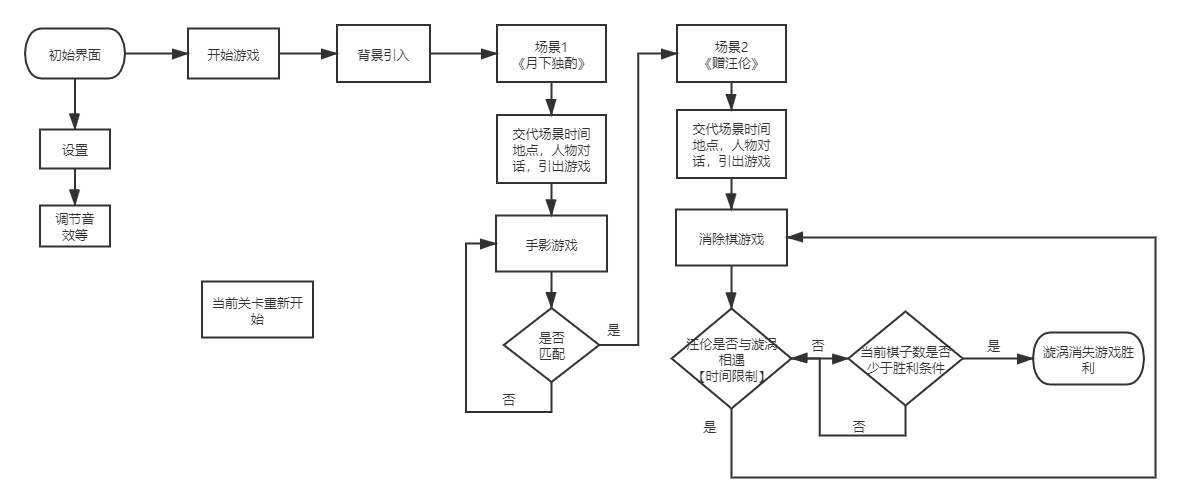 初始界面
开始游戏
背景引入
场景1
《月下独酌》
场景2
《赠汪伦》
设置
调节音
效等
交代场景时间
地点，人物对
话，引出游戏
交代场景时间
地点，人物对
话，引出游戏
手影游戏
消除棋游戏
当前关卡重新开
始
是否
匹配
是
否
汪伦是否与漩涡
相遇
【时间限制】
否
当前棋子数是否
少于胜利条件
是
漩涡消失游戏胜
利
是
否